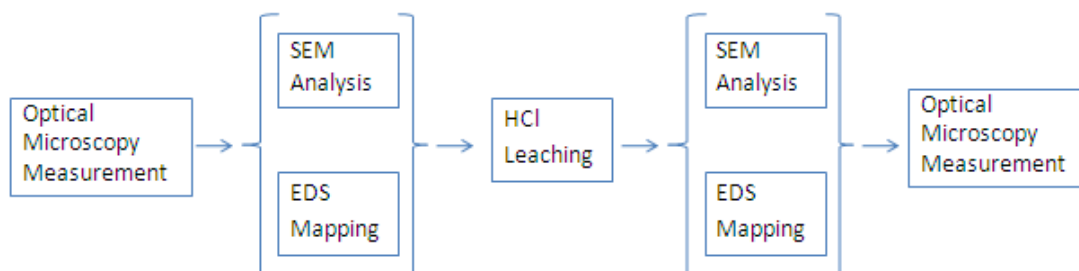 Optical
Microscopy
Measurement
SEM
Analysis
EDS
Mapping
HCl
Leaching
SEM
Analysis
EDS
Mapping
Optical
Microscopy
Measurement